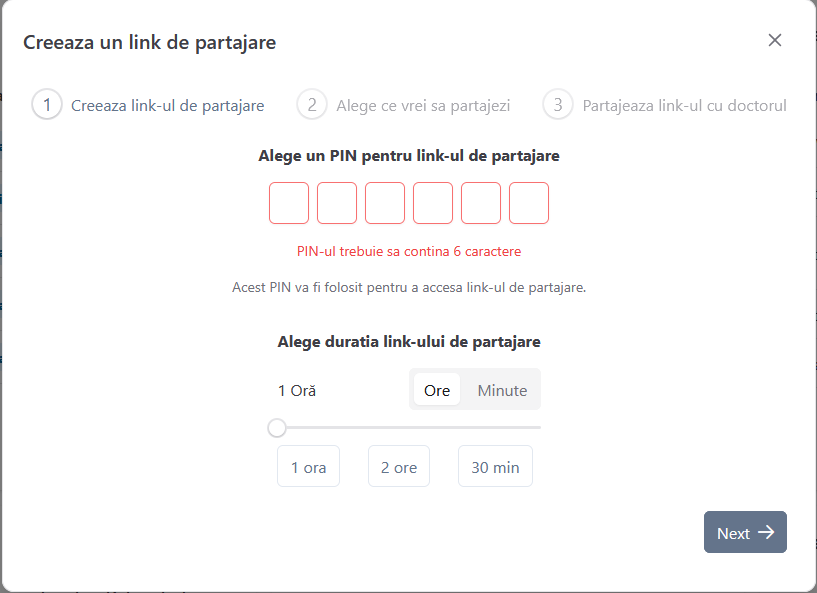 Creeaza un link de partajare
1 Creeaza link-ul de partajare 2 Alege ce vrei sa partajezi 3 Partajeaza link-ul cu doctorul
Alege un PIN pentru link-ul de partajare
PIN-ul trebuie sa contina 6 caractere
Acest PIN va fi folosit pentru a accesa link-ul de partajare.
Alege duratia link-ului de partajare
1 Oră Ore Minute
1 ora 2 ore 30 min
Next